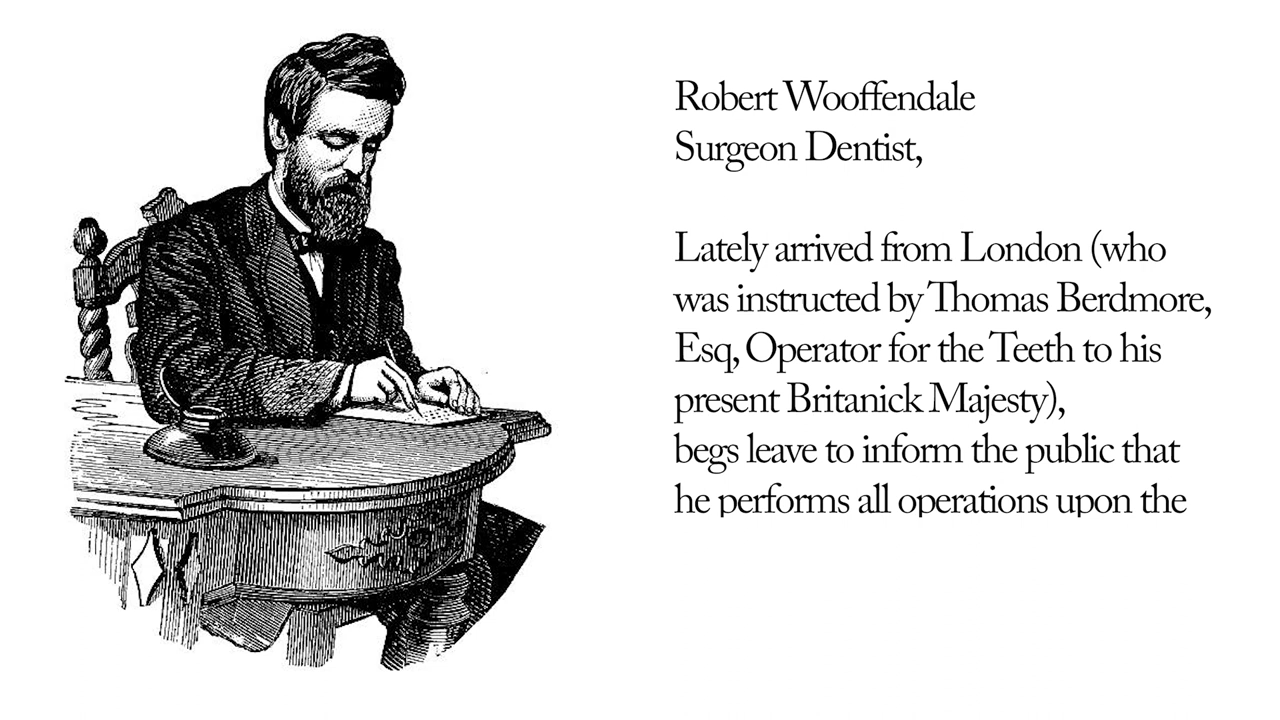 Robert Wooffendale
Surgeon Dentist,
Lately arrived from London (who
was instructed by Thomas Berdmore,
Esq, Operator for the Teeth to his
present Britanick Majesty),
begs leave to inform the public that
he performs all operations upon the